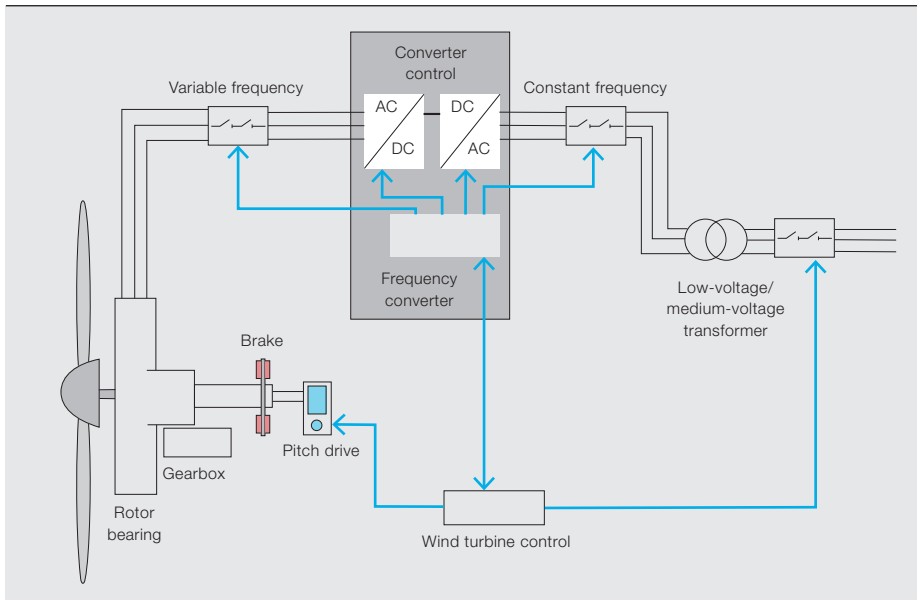 Converter
control
Variable frequency
Constant frequency
AC
DC
DC
AC
Frequency
converter
Low-voltage/
medium-voltage
transformer
Brake
Pitch drive
Gearbox
Rotor
bearing
Wind turbine control